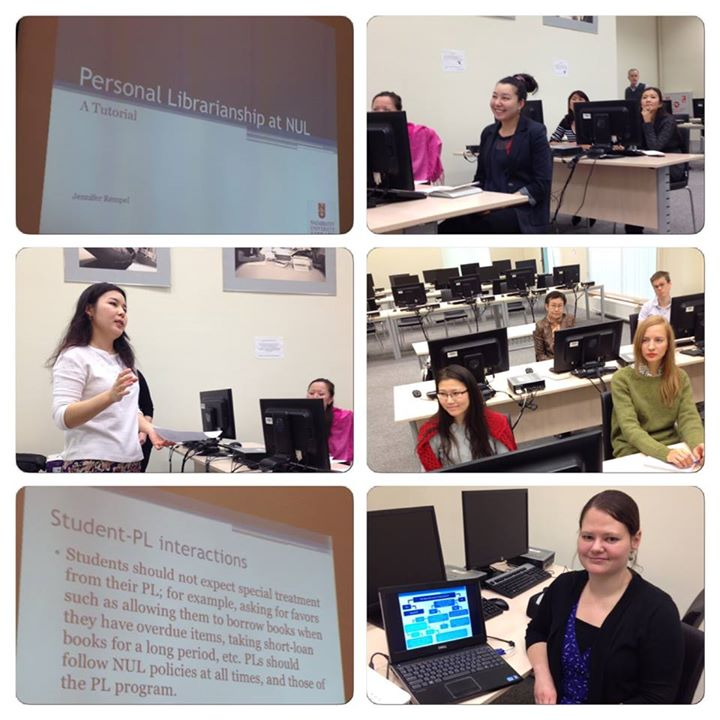 Personal Librarianship at NUL
A Tutorial
Jennifer Rempel
Student-PL interactions
• Students should not expect special treatment
from their PL; for example, asking for favors
such as allowing them to borrow books when
they have overdue items, taking short-loan
books for a long period, etc. PLs should
follow NUL policies at all times, and those of
the PL program.
DELL